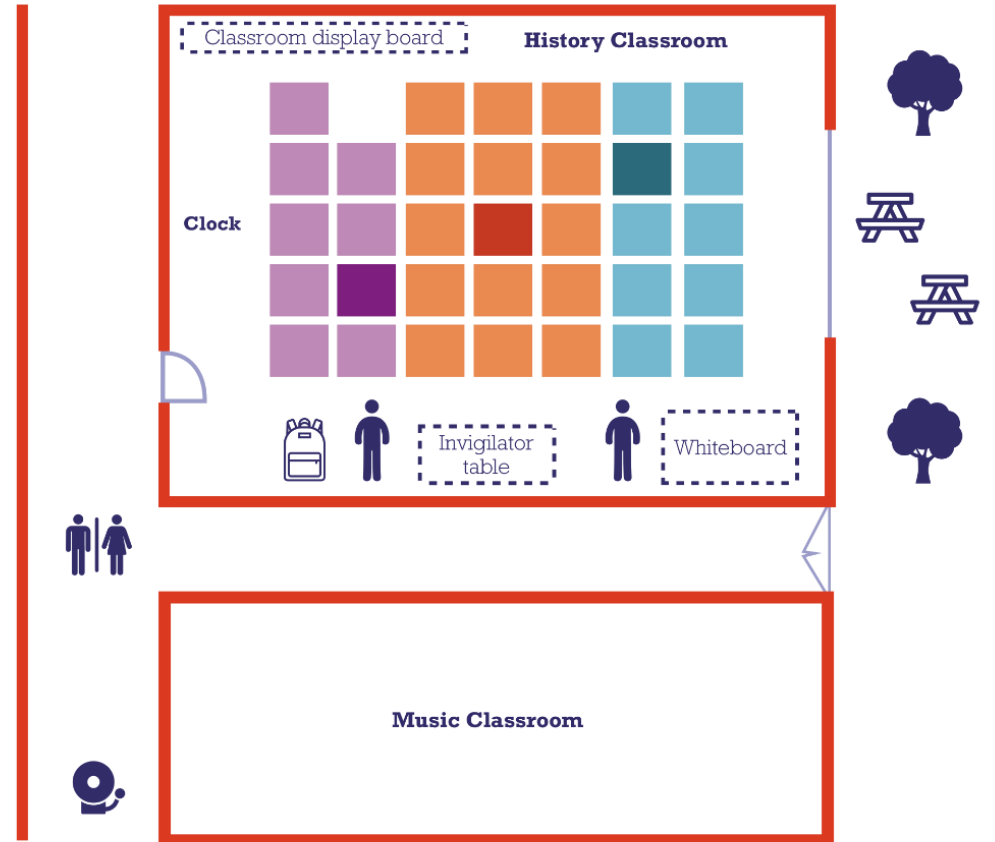 Classroom display board
History Classroom
Clock
Invigilator
table
Whiteboard
Music Classroom